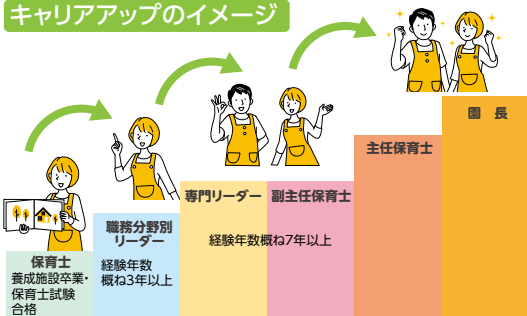 キャリアアップのイメージ
園 長
主任保育士
専門リーダー
副主任保育士
経験年数概ね7年以上
職務分野別
リーダー
経験年数
概ね3年以上
保育士
養成施設卒業・
保育士試験
合格